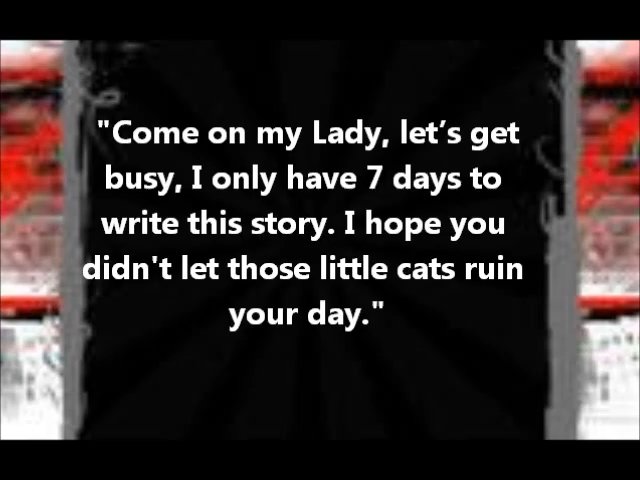 "Come on my Lady, let’s get
busy, I only have 7 days to
write this story. I hope you
didn't let those little cats ruin
your day."